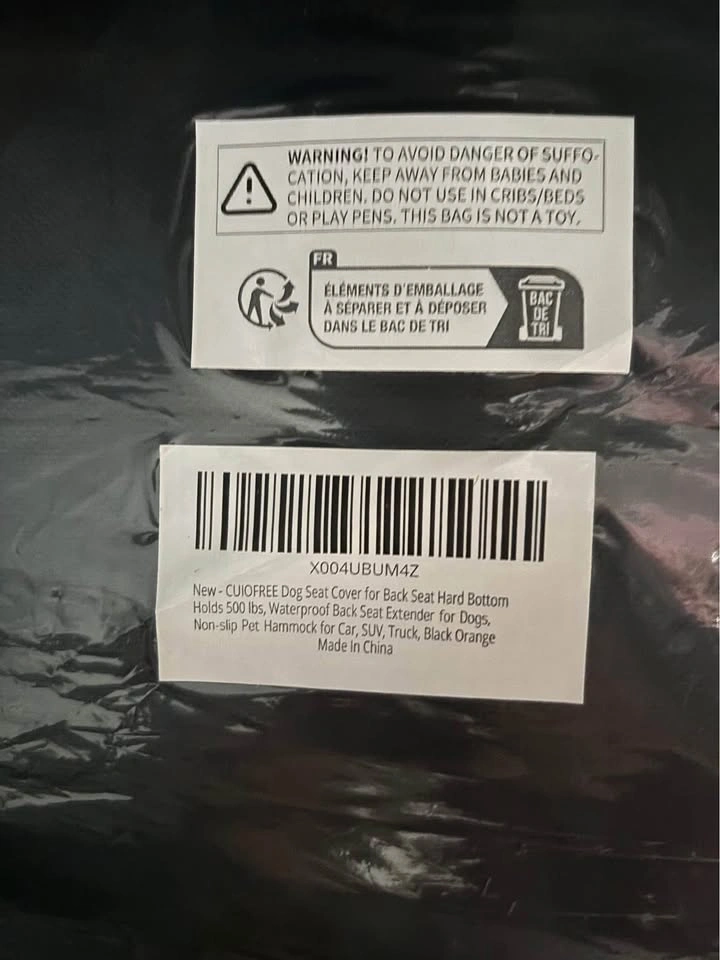 WARNING! TO AVOID DANGER OF SUFFO-
CATION, KEEP AWAY FROM BABIES AND
CHILDREN. DO NOT USE IN CRIBS/BEDS
OR PLAY PENS. THIS BAG IS NOT A TOY.
FR
ÉLÉMENTS D'EMBALLAGE
À SÉPARER ET À DÉPOSER
DANS LE BAC DE TRI
BAC
DE
TRI
X004UBUM4Z
New - CUIOFREE Dog Seat Cover for Back Seat Hard Bottom
Holds 500 lbs, Waterproof Back Seat Extender for Dogs,
Non-slip Pet Hammock for Car, SUV, Truck, Black Orange
Made In China